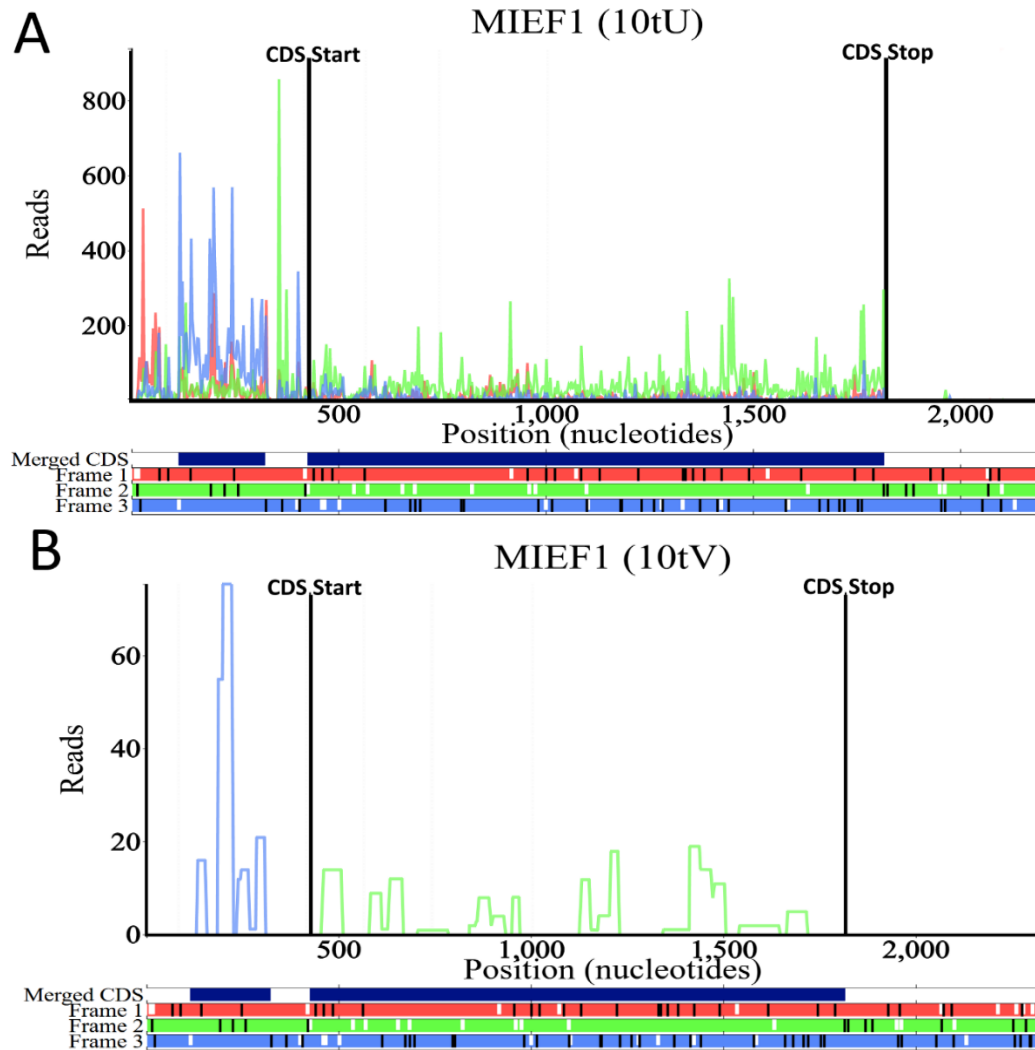 A
MIEF1 (10tU)
CDS Start
CDS Stop
800
600
400
200
Reads
500
1,000
1,500
2,000
Position (nucleotides)
Merged CDS
Frame 1
Frame 2
Frame 3
B
MIEF1 (10tV)
CDS Start
CDS Stop
60
40
20
0
Reads
500
1,000
1,500
2,000
Position (nucleotides)
Merged CDS
Frame 1
Frame 2
Frame 3